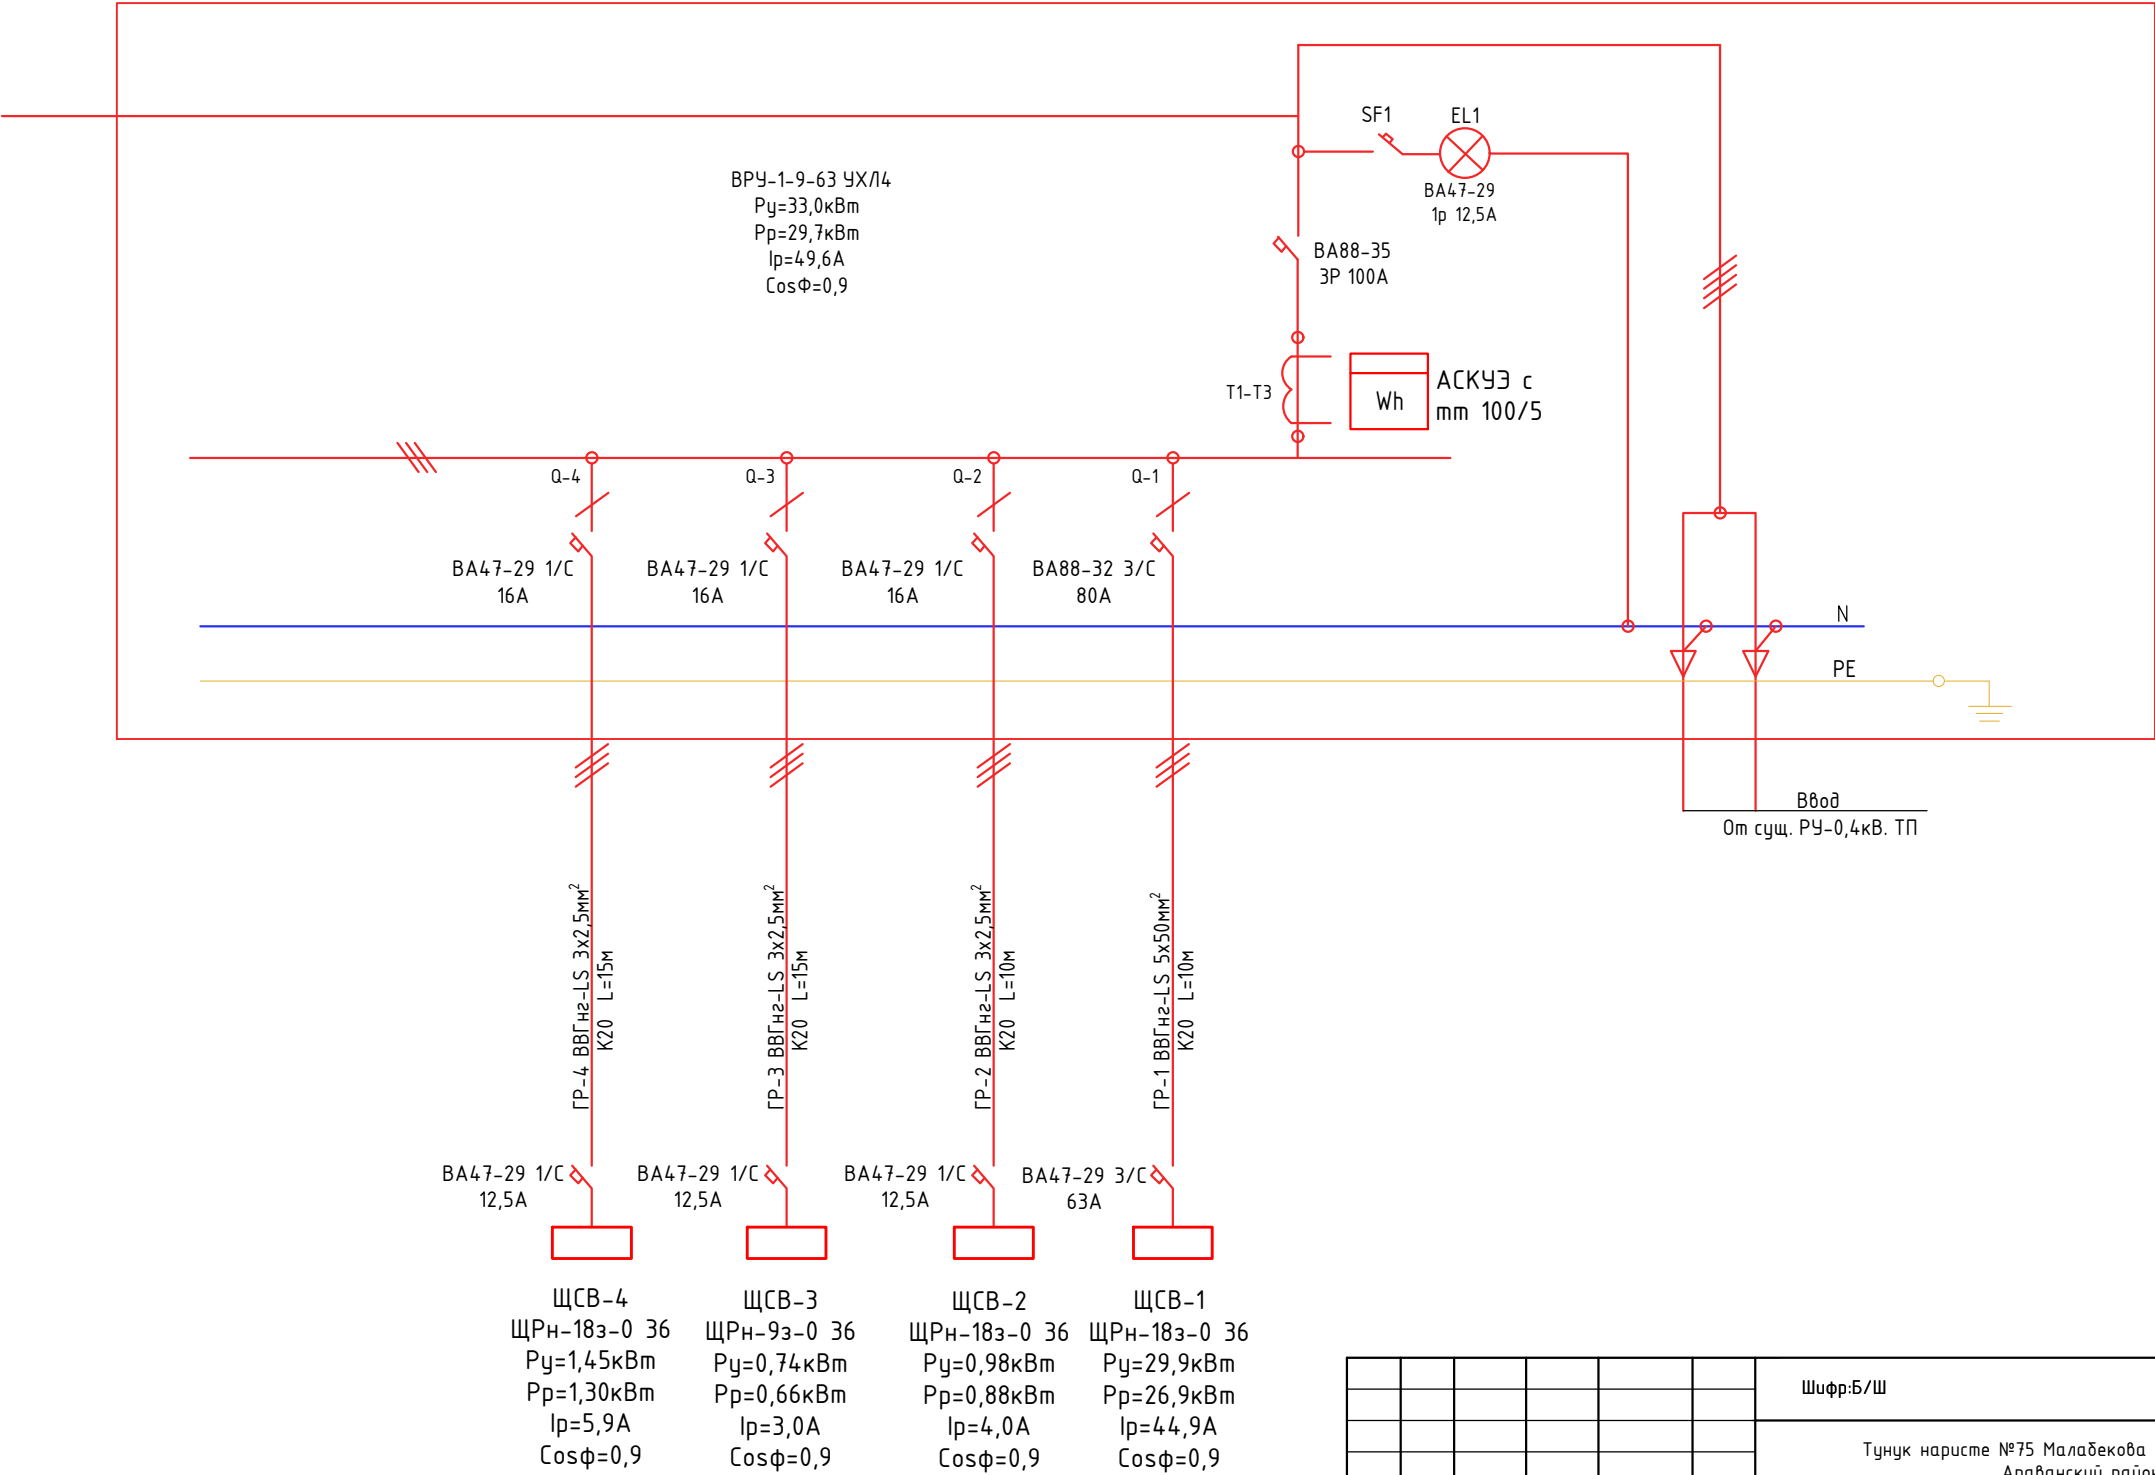 SF1
EL1
ВА47-29
1р 12,5А
ВРУ-1-9-63 УХЛ4
Ру=33,0кВт
Рр=29,7кВт
Iр=49,6А
CosФ=0,9
ВА88-35
3Р 100А
Т1-Т3
Wh
АСКУЭ с
тт 100/5
Q-4
Q-3
Q-2
Q-1
ВА47-29 1/С
16А
ВА47-29 1/С
16А
ВА47-29 1/С
16А
ВА88-32 3/С
80А
N
PE
Ввод
От сущ. РУ-0,4кВ. ТП
ГР-4 ВВГнг-LS 3х2,5мм²
К20 L=15м
ГР-3 ВВГнг-LS 3х2,5мм²
К20 L=15м
ГР-2 ВВГнг-LS 3х2,5мм²
К20 L=10м
ГР-1 ВВГнг-LS 5х50мм²
К20 L=10м
ВА47-29 1/С
12,5А
ВА47-29 1/С
12,5А
ВА47-29 1/С
12,5А
ВА47-29 3/С
63А
ЩСВ-4
ЩРн-18з-0 36
Ру=1,45кВт
Рр=1,30кВт
Iр=5,9А
Cosф=0,9
ЩСВ-3
ЩРн-9з-0 36
Ру=0,74кВт
Рр=0,66кВт
Iр=3,0А
Cosф=0,9
ЩСВ-2
ЩРн-18з-0 36
Ру=0,98кВт
Рр=0,88кВт
Iр=4,0А
Cosф=0,9
ЩСВ-1
ЩРн-18з-0 36
Ру=29,9кВт
Рр=26,9кВт
Iр=44,9А
Cosф=0,9
Шифр:Б/Ш
Тунук наристе №75 Малабекова
Араванский район